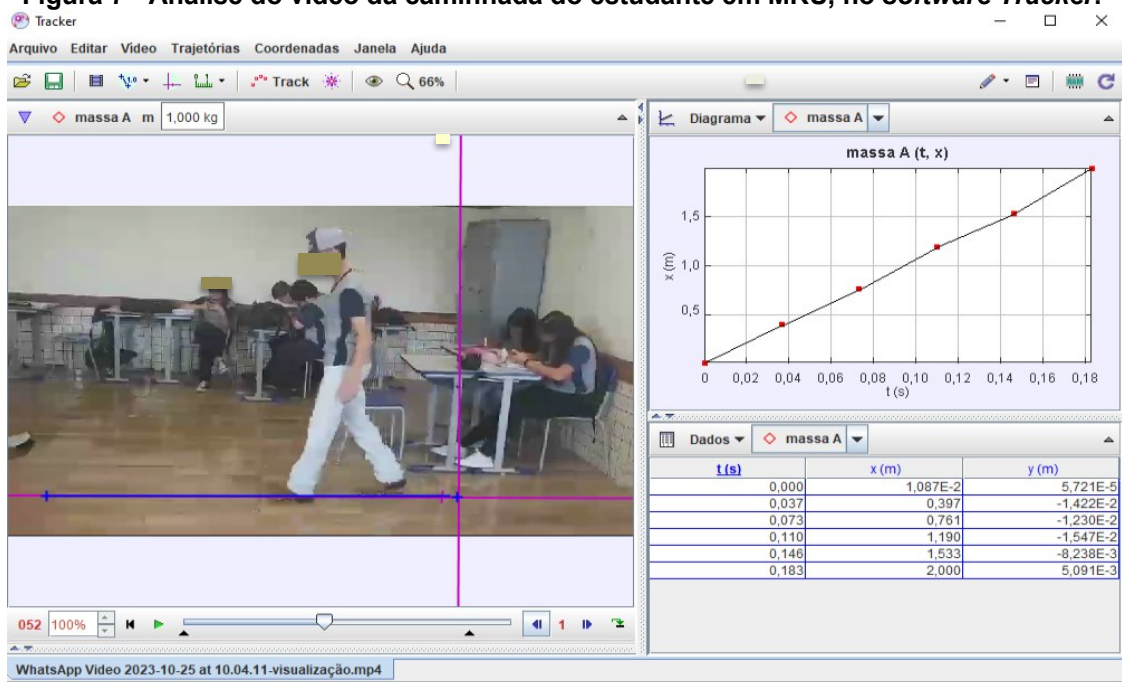 Figura 7 - Análise do vídeo da caminhada do estudante em MRU, no software Tracker.
Tracker
Arquivo Editar Video Trajetórias Coordenadas Janela Ajuda
Track 66%
massa A m 1,000 kg
Diagrama massa A
massa A (t, x)
1,5
1,0
0,5
x (m)
0 0,02 0,04 0,06 0,08 0,10 0,12 0,14 0,16 0,18
t (s)
Dados massa A
t (s) x (m) y (m)
0,000 1,087E-2 5,721E-5
0,037 0,397 -1,422E-2
0,073 0,761 -1,230E-2
0,110 1,190 -1,547E-2
0,146 1,533 -8,238E-3
0,183 2,000 5,091E-3
052 100% 1
WhatsApp Video 2023-10-25 at 10.04.11-visualização.mp4